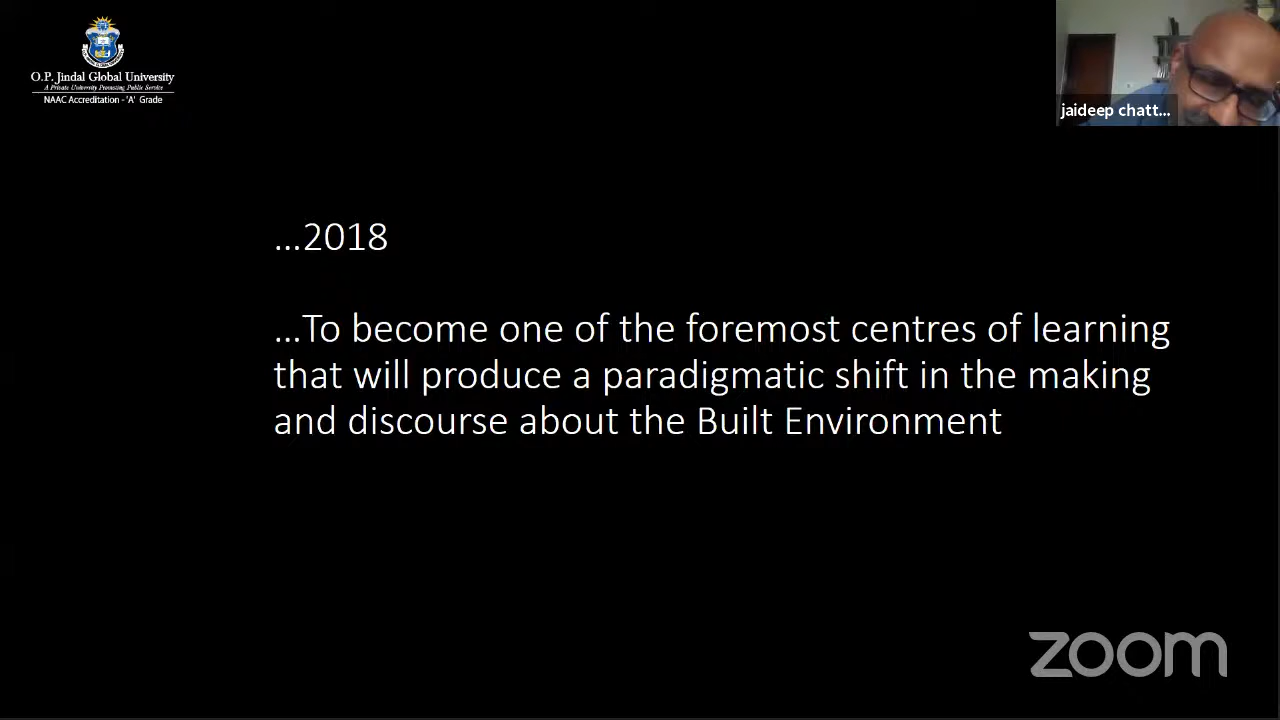 O.P. Jindal Global University
A Private University Promoting Public Service
NAAC Accreditation - 'A' Grade
jaideep chatt...
...2018
...To become one of the foremost centres of learning
that will produce a paradigmatic shift in the making
and discourse about the Built Environment
zoom